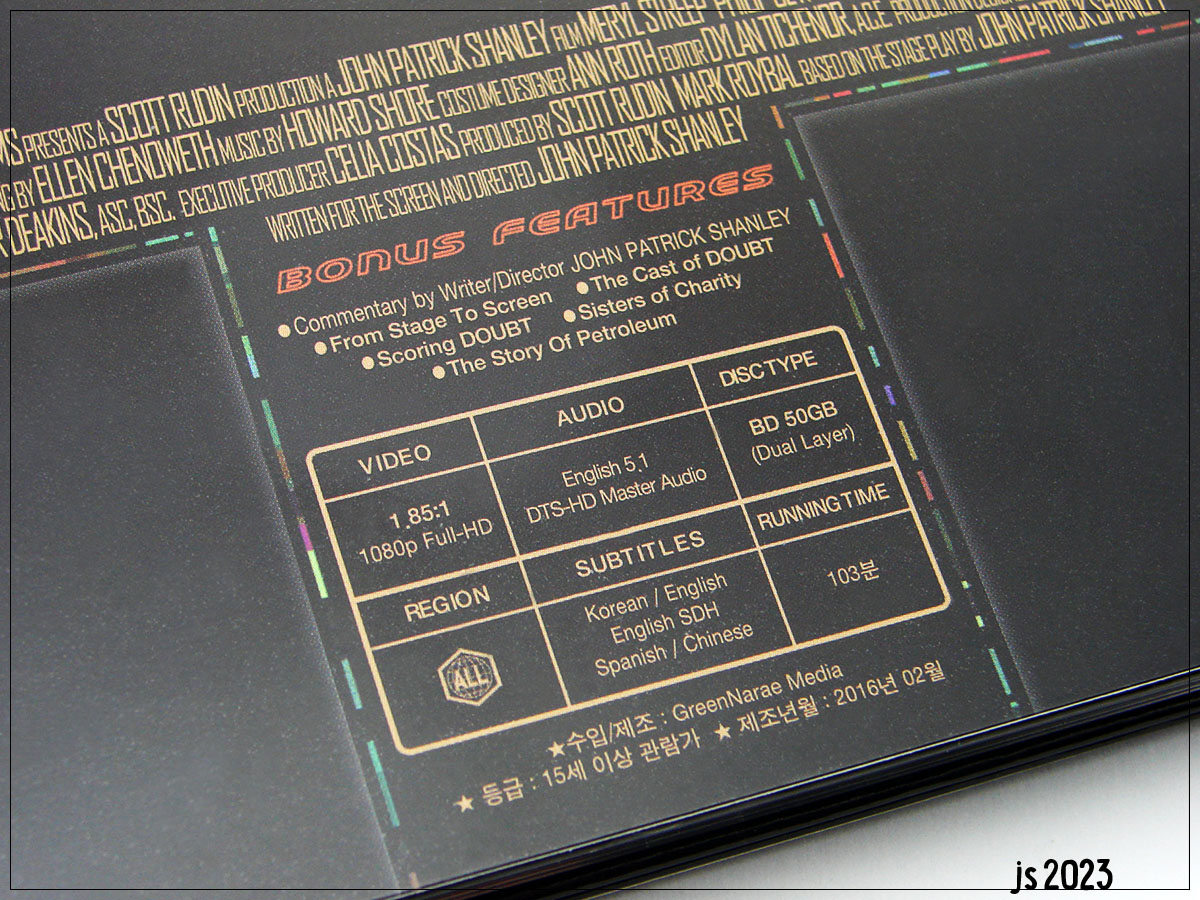 PRESENTS A SCOTT RUDIN PRODUCTION A JOHN PATRICK SHANLEY FILM MERYL STREEP
BY ELLEN CHENOWETH MUSIC BY HOWARD SHORE COSTUME DESIGNER ANN ROTH EDITOR DYLAN TICHENOR, A.C.E. PRODUCTION
DEAKINS, ASC, BSC, EXECUTIVE PRODUCER CELIA COSTAS PRODUCED BY SCOTT RUDIN MARK ROYBAL BASED ON THE STAGE PLAY BY JOHN PATRICK SHANLEY
WRITTEN FOR THE SCREEN AND DIRECTED JOHN PATRICK SHANLEY
BONUS FEATURES
●Commentary by Writer/Director JOHN PATRICK SHANLEY
●From Stage To Screen ●The Cast of DOUBT
●Scoring DOUBT ●Sisters of Charity
●The Story Of Petroleum
VIDEO
1.85:1
1080p Full-HD
AUDIO
English 5.1
DTS-HD Master Audio
DISC TYPE
BD 50GB
(Dual Layer)
REGION
ALL
SUBTITLES
Korean / English
English SDH
Spanish / Chinese
RUNNING TIME
103분
★수입/제조 : GreenNarae Media
★ 등급 : 15세 이상 관람가 ★ 제조년월 : 2016년 02월
js 2023